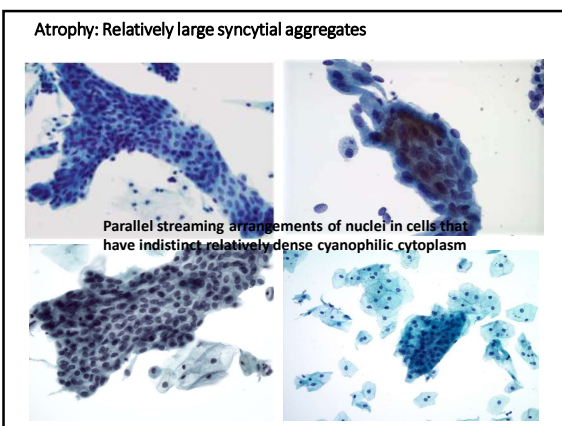 Atrophy: Relatively large syncytial aggregates
Parallel streaming arrangements of nuclei in cells that
have indistinct relatively dense cyanophilic cytoplasm